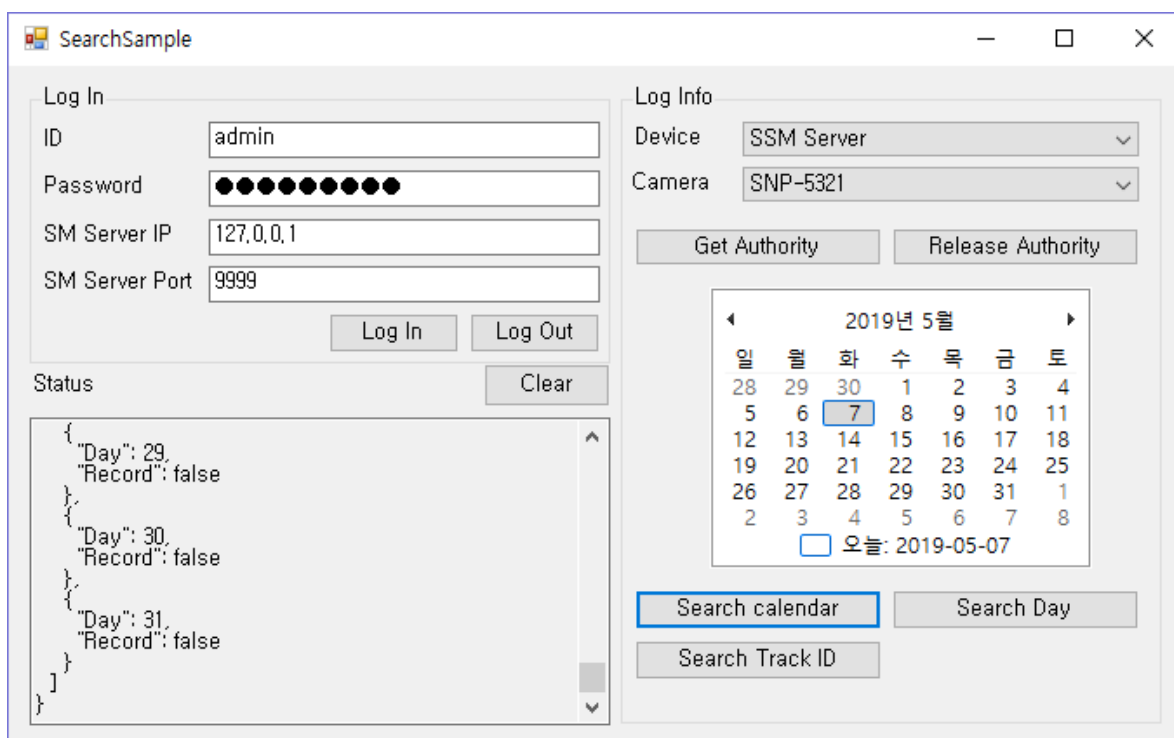 SearchSample
Log In
ID admin
Password ●●●●●●●●●
SM Server IP 127.0.0.1
SM Server Port 9999
Log In Log Out
Status Clear
{
"Day": 29,
"Record": false
},
{
"Day": 30,
"Record": false
},
{
"Day": 31,
"Record": false
}
]
}
Log Info
Device SSM Server
Camera SNP-5321
Get Authority Release Authority
2019년 5월
일 월 화 수 목 금 토
28 29 30 1 2 3 4
5 6 7 8 9 10 11
12 13 14 15 16 17 18
19 20 21 22 23 24 25
26 27 28 29 30 31 1
2 3 4 5 6 7 8
오늘: 2019-05-07
Search calendar Search Day
Search Track ID